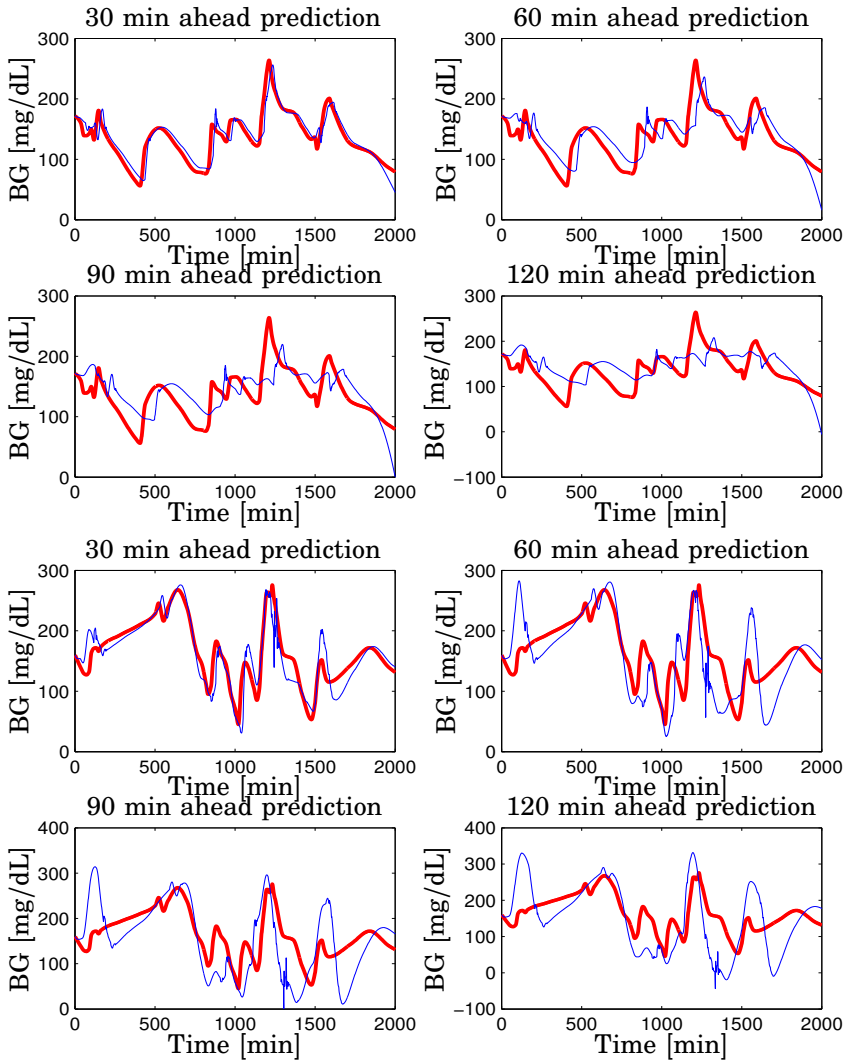 30 min ahead prediction
60 min ahead prediction
300
200
100
0
BG [mg/dL]
0 500 1000 1500 2000
Time [min]
300
200
100
0
BG [mg/dL]
0 500 1000 1500 2000
Time [min]
90 min ahead prediction
120 min ahead prediction
300
200
100
0
BG [mg/dL]
0 500 1000 1500 2000
Time [min]
300
200
100
0
−100
BG [mg/dL]
0 500 1000 1500 2000
Time [min]
30 min ahead prediction
60 min ahead prediction
300
200
100
0
BG [mg/dL]
0 500 1000 1500 2000
Time [min]
300
200
100
0
BG [mg/dL]
0 500 1000 1500 2000
Time [min]
90 min ahead prediction
120 min ahead prediction
400
300
200
100
0
BG [mg/dL]
0 500 1000 1500 2000
Time [min]
400
300
200
100
0
−100
BG [mg/dL]
0 500 1000 1500 2000
Time [min]